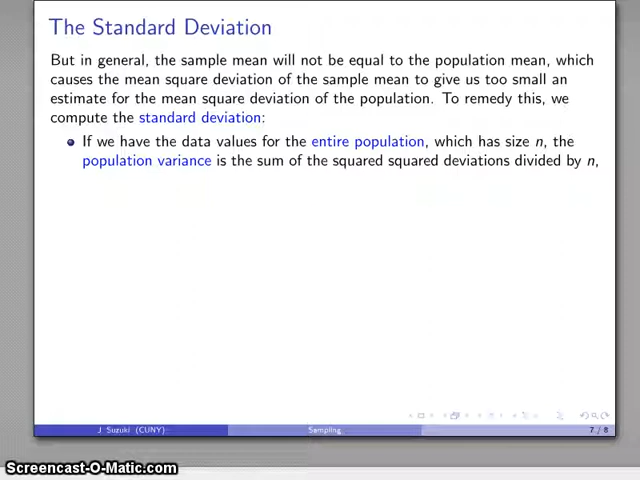 The Standard Deviation
But in general, the sample mean will not be equal to the population mean, which
causes the mean square deviation of the sample mean to give us too small an
estimate for the mean square deviation of the population. To remedy this, we
compute the standard deviation:
If we have the data values for the entire population, which has size n, the
population variance is the sum of the squared squared deviations divided by n,
J. Suzuki (CUNY)
Sampling
7 / 8
Screencast-O-Matic.com